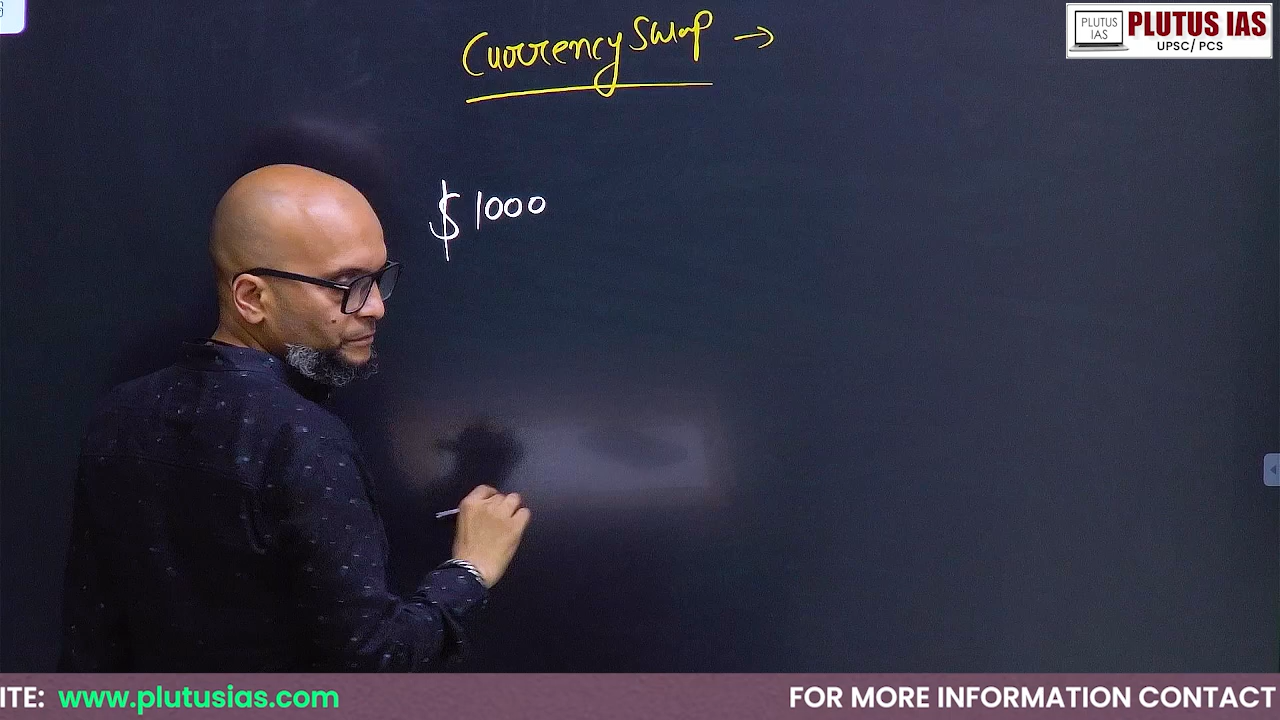 Currency Swap →
PLUTUS IAS
PLUTUS IAS
UPSC/ PCS
$ 1000
ITE: www.plutusias.com
FOR MORE INFORMATION CONTACT